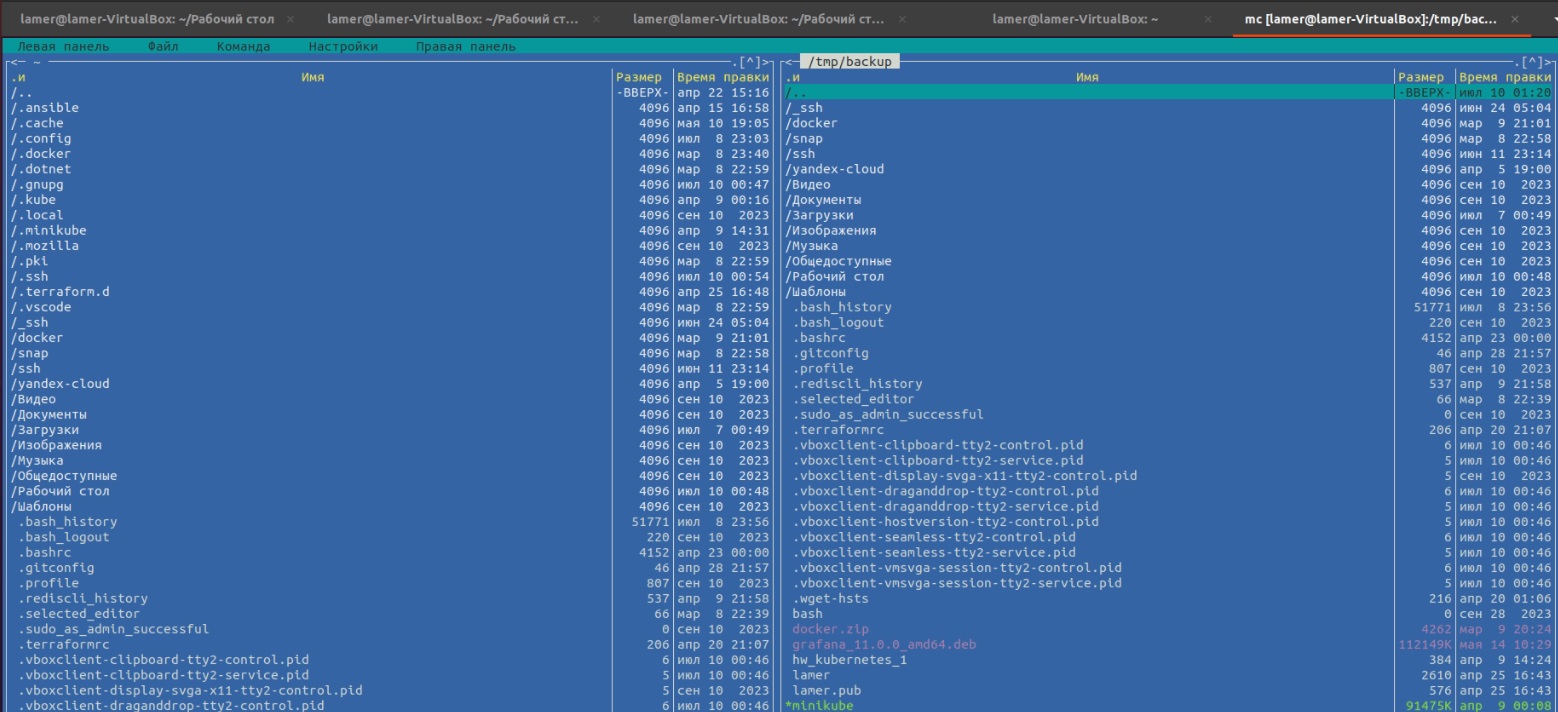 lamer@lamer-VirtualBox: ~/Рабочий стол
lamer@lamer-VirtualBox: ~/Рабочий ст...
lamer@lamer-VirtualBox: ~/Рабочий ст...
lamer@lamer-VirtualBox: ~
mc [lamer@lamer-VirtualBox]:/tmp/bac...
Левая панель Файл Команда Настройки Правая панель
<─ ~ .[^]>
.и Имя Размер Время правки
/.. -ВВЕРХ- апр 22 15:16
/.ansible 4096 апр 15 16:58
/.cache 4096 мая 10 19:05
/.config 4096 июл 8 23:03
/.docker 4096 мар 8 23:40
/.dotnet 4096 мар 8 22:59
/.gnupg 4096 июл 10 00:47
/.kube 4096 апр 9 00:16
/.local 4096 сен 10 2023
/.minikube 4096 апр 9 14:31
/.mozilla 4096 сен 10 2023
/.pki 4096 мар 8 22:59
/.ssh 4096 июл 10 00:54
/.terraform.d 4096 апр 25 16:48
/.vscode 4096 мар 8 22:59
/_ssh 4096 июн 24 05:04
/docker 4096 мар 9 21:01
/snap 4096 мар 8 22:58
/ssh 4096 июн 11 23:14
/yandex-cloud 4096 апр 5 19:00
/Видео 4096 сен 10 2023
/Документы 4096 сен 10 2023
/Загрузки 4096 июл 7 00:49
/Изображения 4096 сен 10 2023
/Музыка 4096 сен 10 2023
/Общедоступные 4096 сен 10 2023
/Рабочий стол 4096 июл 10 00:48
/Шаблоны 4096 сен 10 2023
.bash_history 51771 июл 8 23:56
.bash_logout 220 сен 10 2023
.bashrc 4152 апр 23 00:00
.gitconfig 46 апр 28 21:57
.profile 807 сен 10 2023
.rediscli_history 537 апр 9 21:58
.selected_editor 66 мар 8 22:39
.sudo_as_admin_successful 0 сен 10 2023
.terraformrc 206 апр 20 21:07
.vboxclient-clipboard-tty2-control.pid 6 июл 10 00:46
.vboxclient-clipboard-tty2-service.pid 5 июл 10 00:46
.vboxclient-display-svga-x11-tty2-control.pid 5 сен 10 2023
.vboxclient-draganddrop-tty2-control.pid 6 июл 10 00:46
<─ /tmp/backup .[^]>
.и Имя Размер Время правки
/.. -ВВЕРХ- июл 10 01:20
/_ssh 4096 июн 24 05:04
/docker 4096 мар 9 21:01
/snap 4096 мар 8 22:58
/ssh 4096 июн 11 23:14
/yandex-cloud 4096 апр 5 19:00
/Видео 4096 сен 10 2023
/Документы 4096 сен 10 2023
/Загрузки 4096 июл 7 00:49
/Изображения 4096 сен 10 2023
/Музыка 4096 сен 10 2023
/Общедоступные 4096 сен 10 2023
/Рабочий стол 4096 июл 10 00:48
/Шаблоны 4096 сен 10 2023
.bash_history 51771 июл 8 23:56
.bash_logout 220 сен 10 2023
.bashrc 4152 апр 23 00:00
.gitconfig 46 апр 28 21:57
.profile 807 сен 10 2023
.rediscli_history 537 апр 9 21:58
.selected_editor 66 мар 8 22:39
.sudo_as_admin_successful 0 сен 10 2023
.terraformrc 206 апр 20 21:07
.vboxclient-clipboard-tty2-control.pid 6 июл 10 00:46
.vboxclient-clipboard-tty2-service.pid 5 июл 10 00:46
.vboxclient-display-svga-x11-tty2-control.pid 5 сен 10 2023
.vboxclient-draganddrop-tty2-control.pid 6 июл 10 00:46
.vboxclient-draganddrop-tty2-service.pid 5 июл 10 00:46
.vboxclient-hostversion-tty2-control.pid 5 июл 10 00:46
.vboxclient-seamless-tty2-control.pid 6 июл 10 00:46
.vboxclient-seamless-tty2-service.pid 5 июл 10 00:46
.vboxclient-vmsvga-session-tty2-control.pid 6 июл 10 00:46
.vboxclient-vmsvga-session-tty2-service.pid 5 июл 10 00:46
.wget-hsts 216 апр 20 01:06
bash 0 сен 28 2023
docker.zip 4262 мар 9 20:24
grafana_11.0.0_amd64.deb 112149K мая 14 10:29
hw_kubernetes_1 384 апр 9 14:24
lamer 2610 апр 25 16:43
lamer.pub 576 апр 25 16:43
*minikube 91475K апр 9 00:08